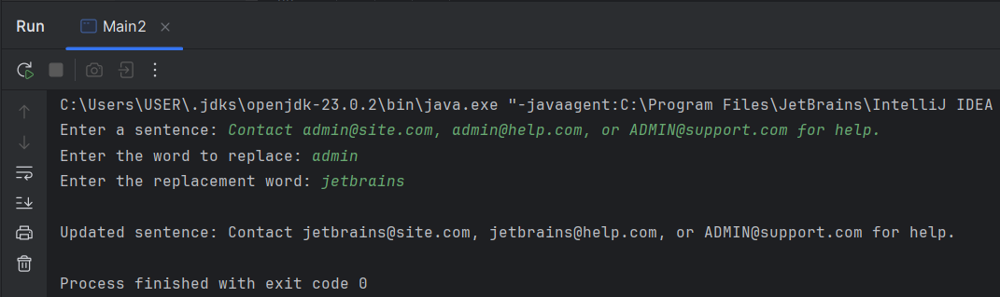 Run Main2
C:\Users\USER\.jdks\openjdk-23.0.2\bin\java.exe "-javaagent:C:\Program Files\JetBrains\IntelliJ IDEA
Enter a sentence: Contact admin@site.com, admin@help.com, or ADMIN@support.com for help.
Enter the word to replace: admin
Enter the replacement word: jetbrains
Updated sentence: Contact jetbrains@site.com, jetbrains@help.com, or ADMIN@support.com for help.
Process finished with exit code 0